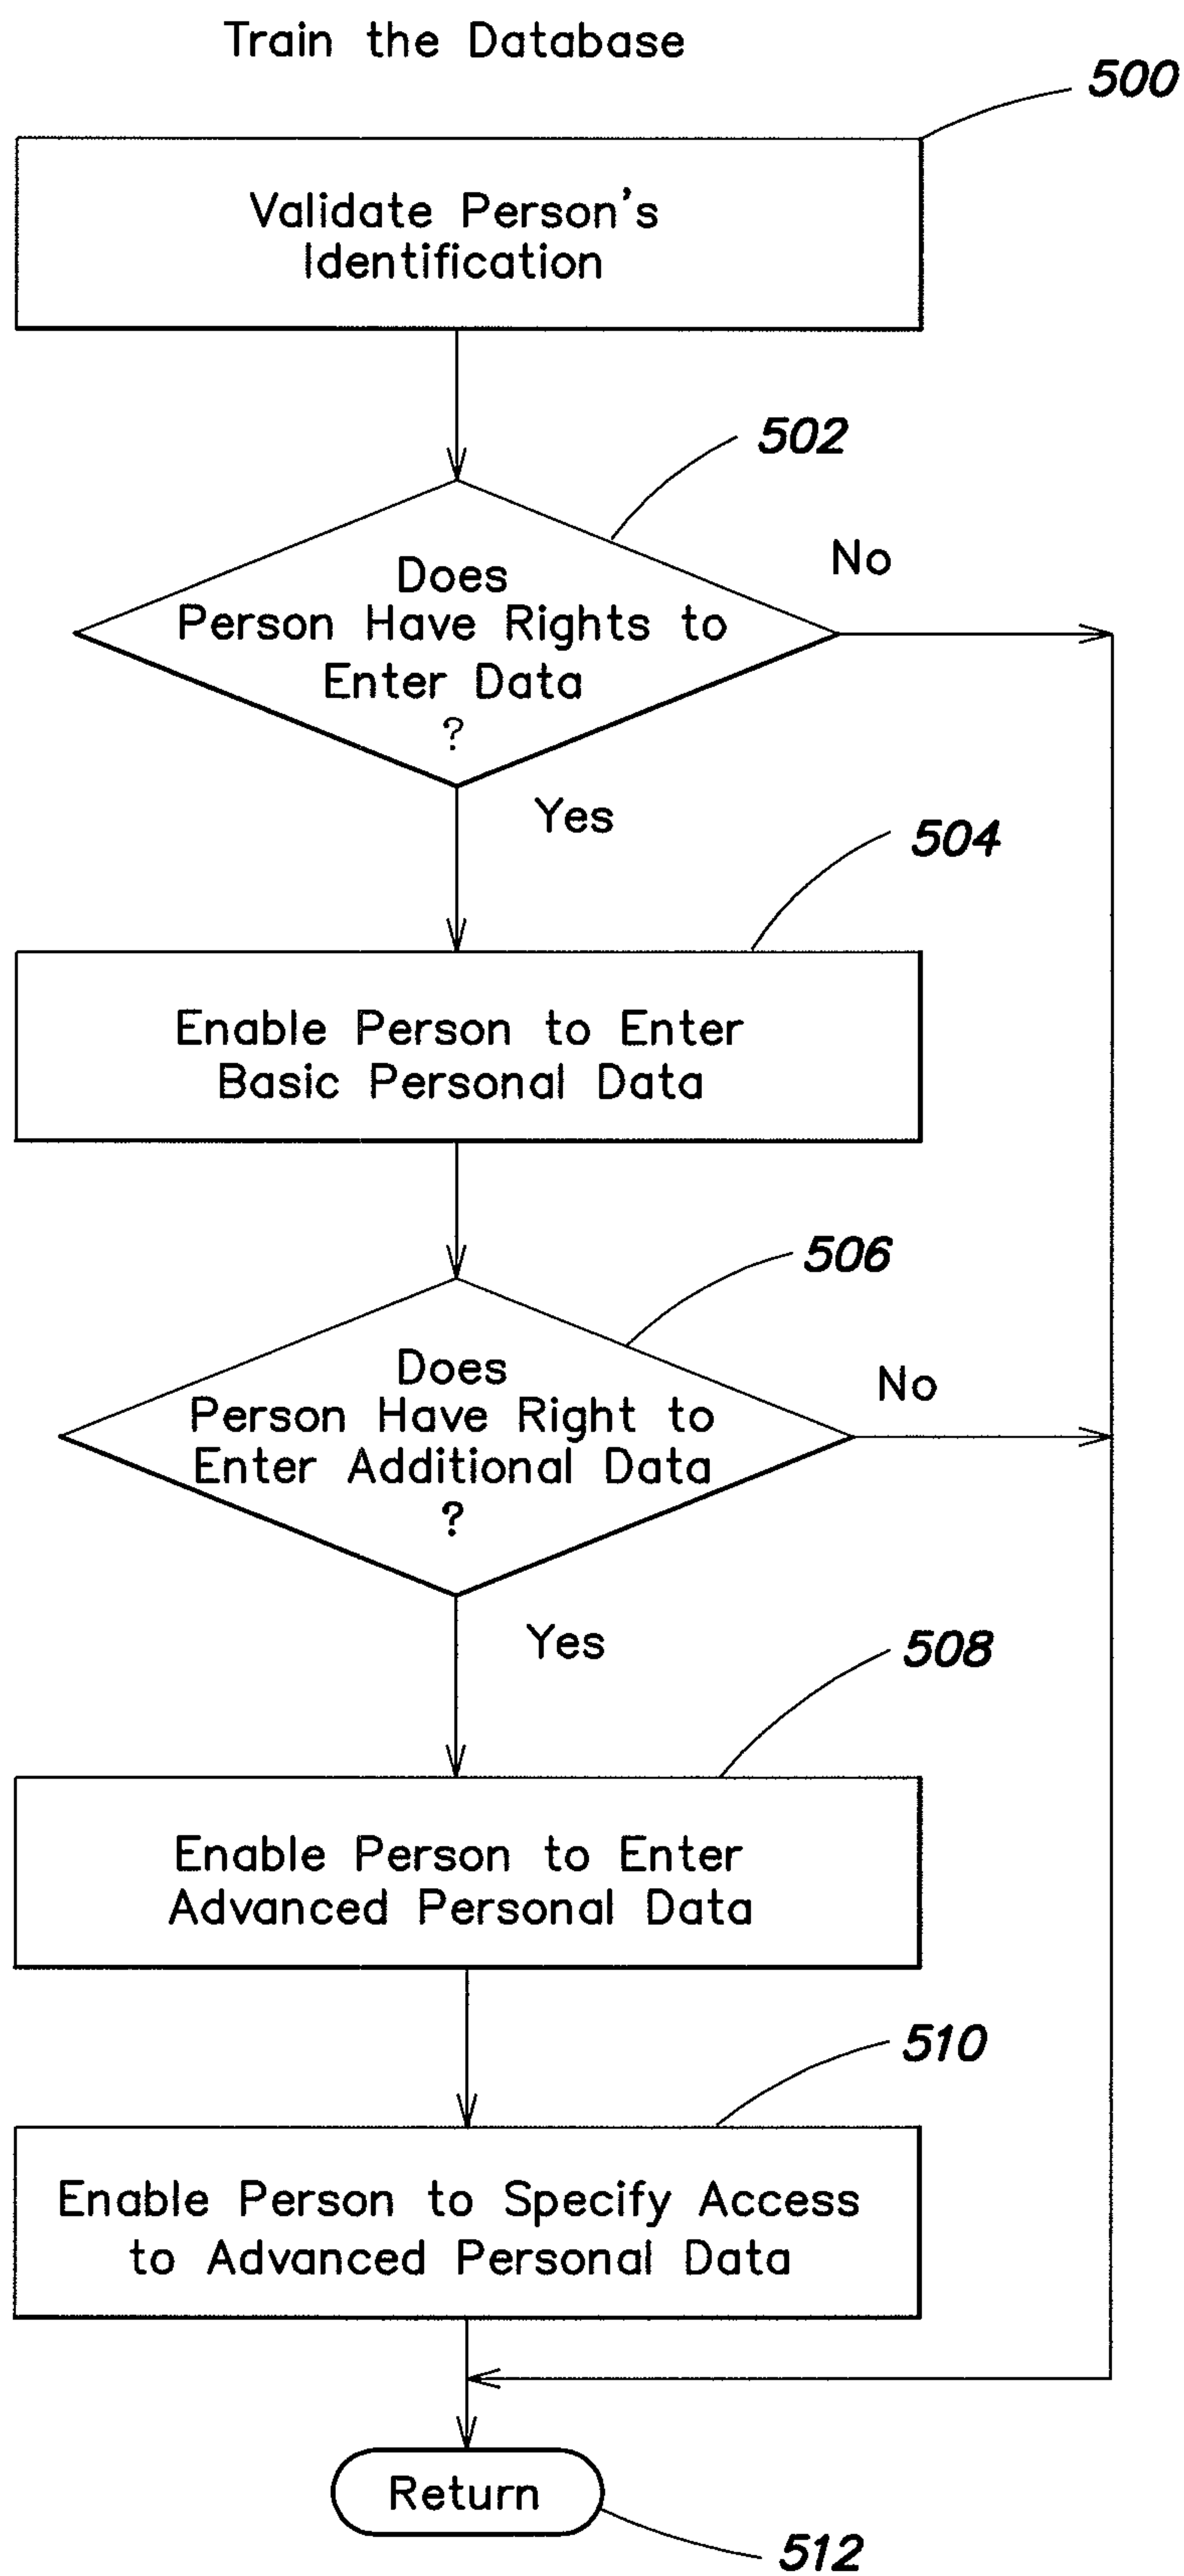 Train the Database
500
Validate Person's
Identification
502
Does
Person Have Rights to
Enter Data
?
No
Yes
504
Enable Person to Enter
Basic Personal Data
506
Does
Person Have Right to
Enter Additional Data
?
No
Yes
508
Enable Person to Enter
Advanced Personal Data
510
Enable Person to Specify Access
to Advanced Personal Data
Return
512